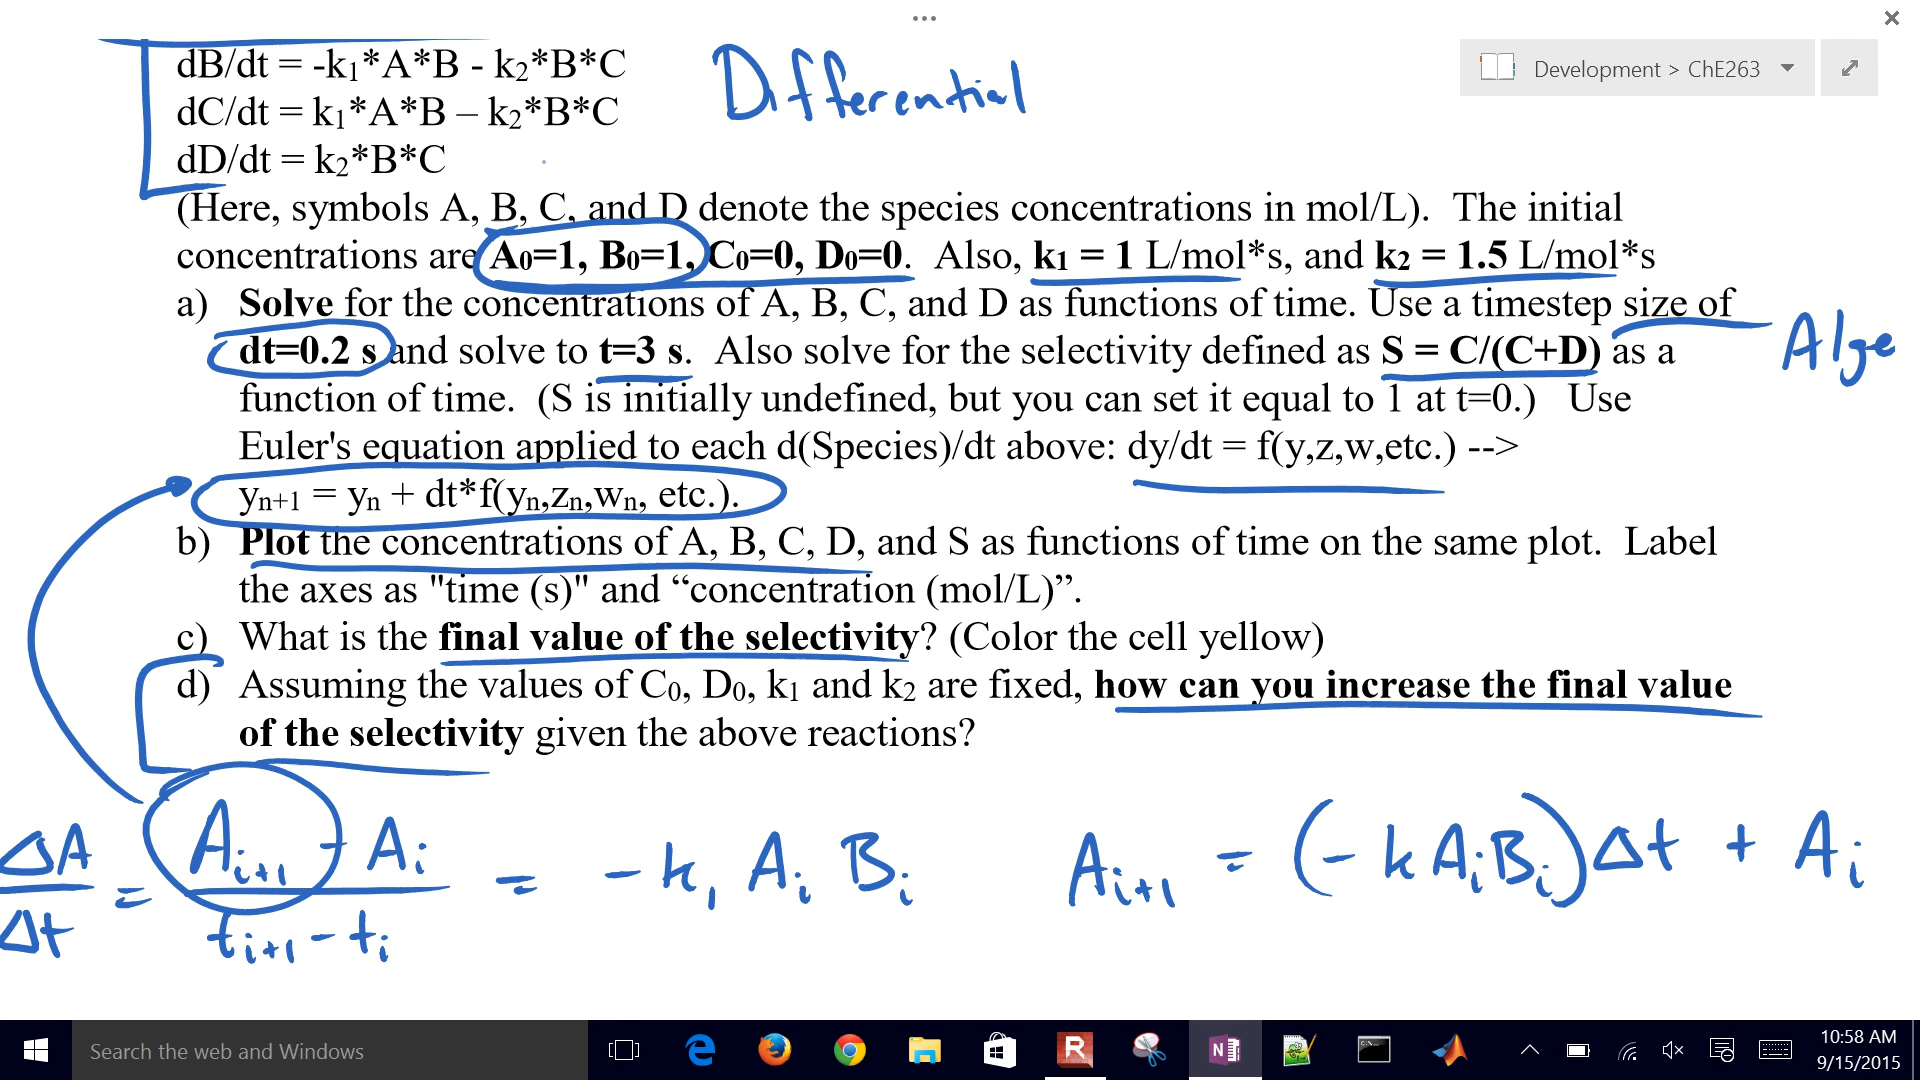 Development > ChE263
dB/dt = -k₁*A*B - k₂*B*C
dC/dt = k₁*A*B – k₂*B*C
dD/dt = k₂*B*C
Differential
(Here, symbols A, B, C, and D denote the species concentrations in mol/L). The initial
concentrations are A₀=1, B₀=1, C₀=0, D₀=0. Also, k₁ = 1 L/mol*s, and k₂ = 1.5 L/mol*s
a) Solve for the concentrations of A, B, C, and D as functions of time. Use a timestep size of
dt=0.2 s and solve to t=3 s. Also solve for the selectivity defined as S = C/(C+D) as a
Alge
function of time. (S is initially undefined, but you can set it equal to 1 at t=0.) Use
Euler's equation applied to each d(Species)/dt above: dy/dt = f(y,z,w,etc.) -->
yₙ₊₁ = yₙ + dt*f(yₙ,zₙ,wₙ, etc.).
b) Plot the concentrations of A, B, C, D, and S as functions of time on the same plot. Label
the axes as "time (s)" and “concentration (mol/L)”.
c) What is the final value of the selectivity? (Color the cell yellow)
d) Assuming the values of C₀, D₀, k₁ and k₂ are fixed, how can you increase the final value
of the selectivity given the above reactions?
ΔA/Δt = (Aᵢ₊₁ - Aᵢ)/(tᵢ₊₁ - tᵢ) = -k₁ Aᵢ Bᵢ Aᵢ₊₁ = (-kAᵢBᵢ)Δt + Aᵢ
Search the web and Windows
10:58 AM
9/15/2015